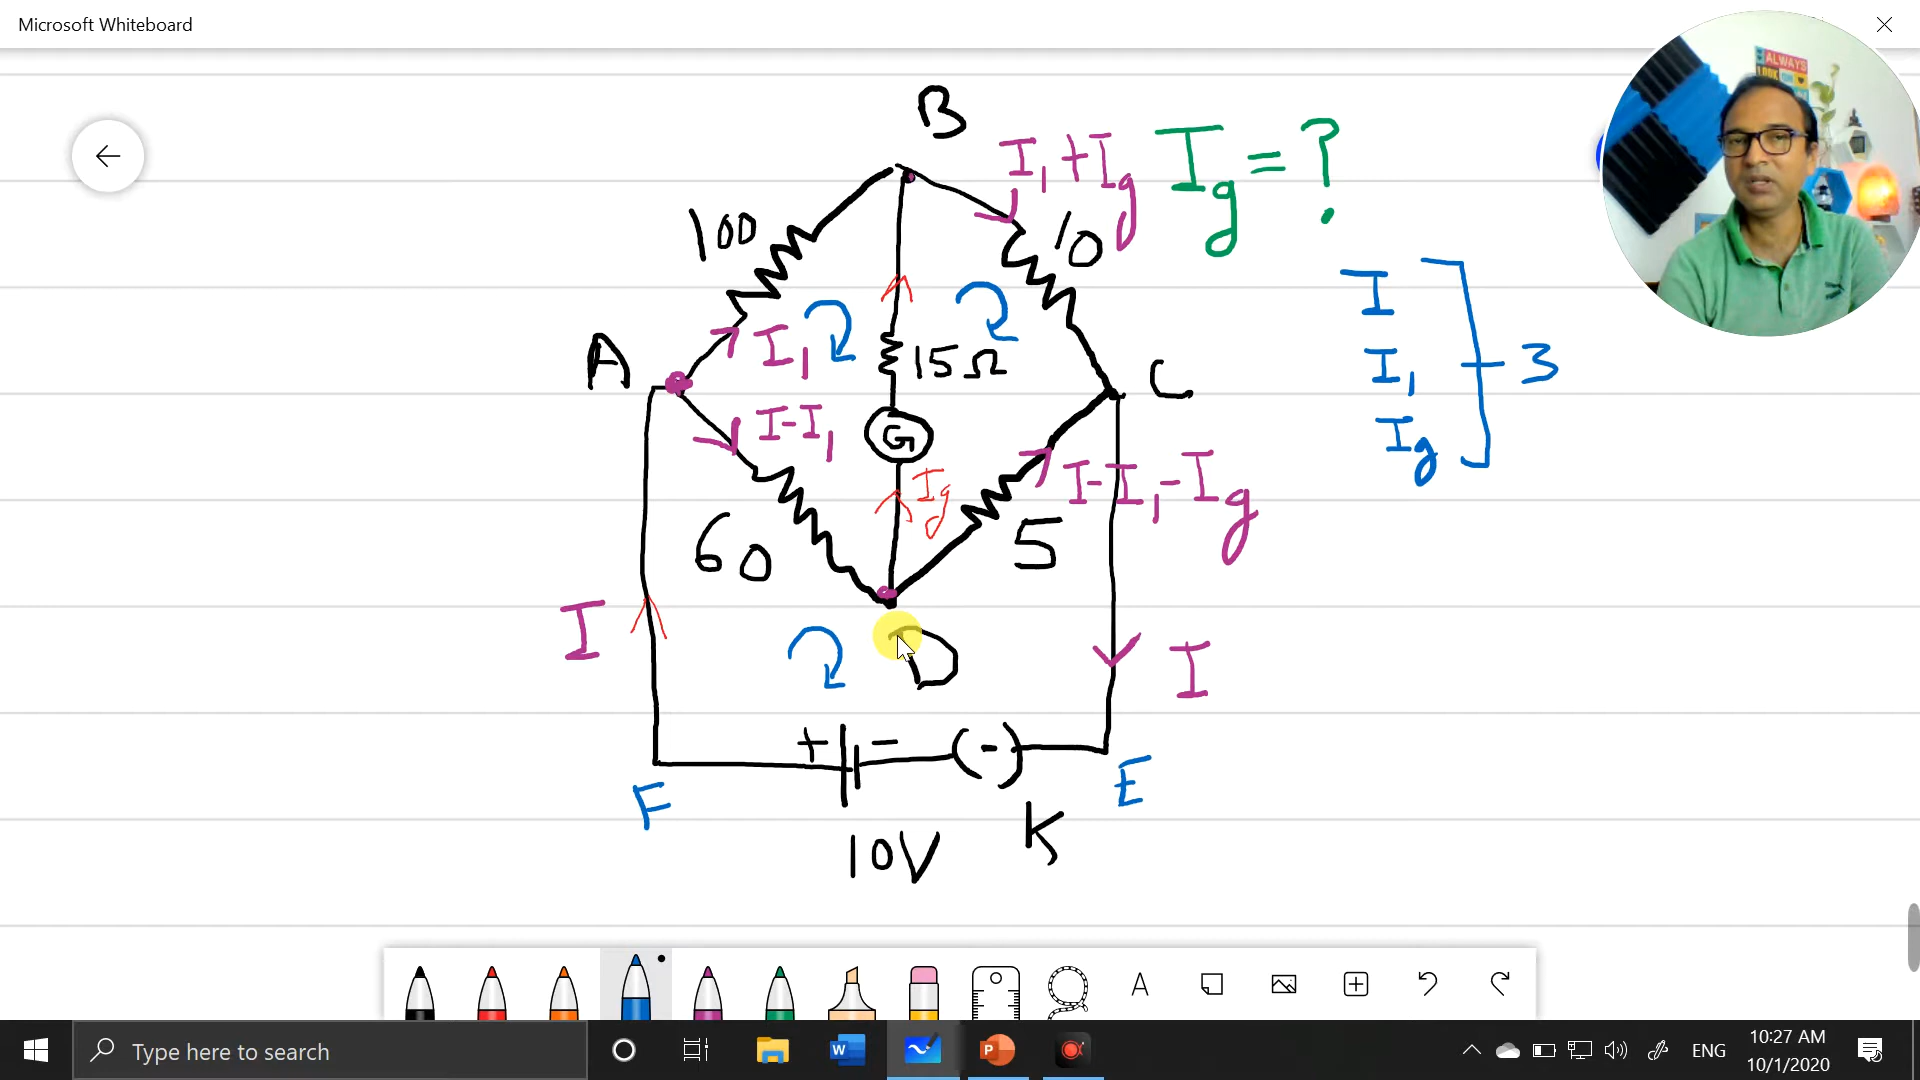 Microsoft Whiteboard
ALWAYS
B
I₁+Ig
Ig = ?
100
10
I
I₁
Ig
3
A
I₁
15Ω
C
I-I₁
G
Ig
I-I₁-Ig
60
5
I
D
I
+ -
(-)
F
E
10V
K
A
Type here to search
W
P
ENG
10:27 AM
10/1/2020